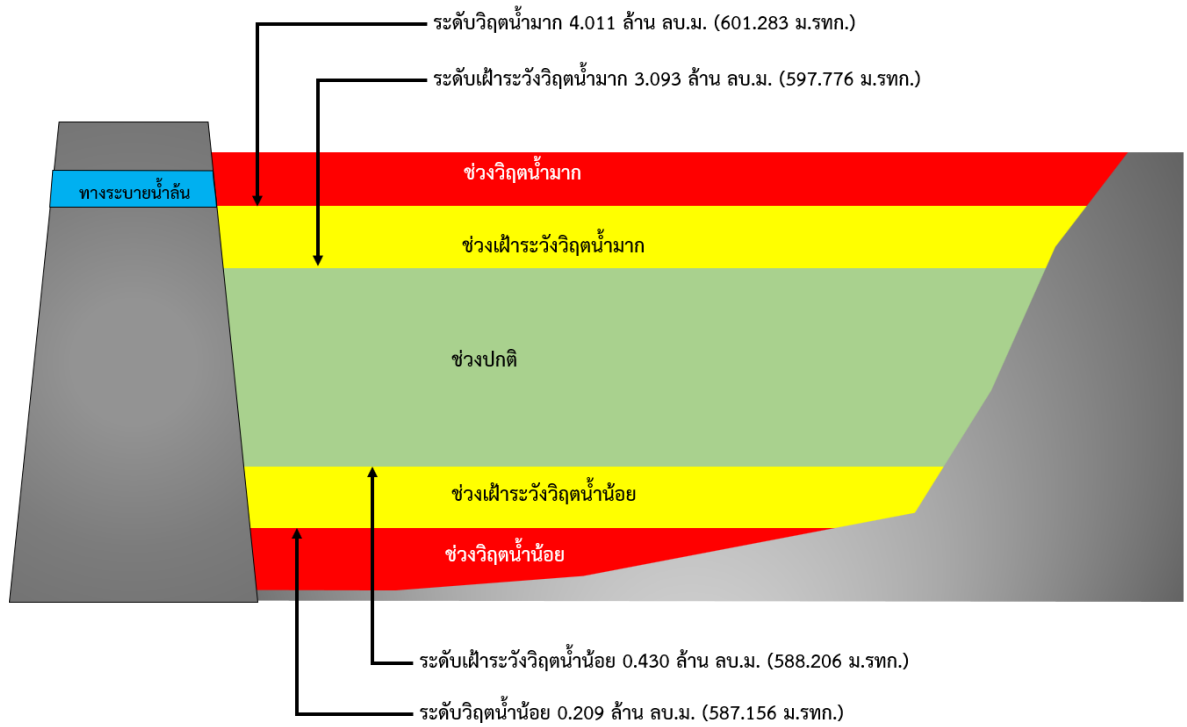 ระดับวิฤตน้ำมาก 4.011 ล้าน ลบ.ม. (601.283 ม.รทก.)
ระดับเฝ้าระวังวิฤตน้ำมาก 3.093 ล้าน ลบ.ม. (597.776 ม.รทก.)
ช่วงวิฤตน้ำมาก
ทางระบายน้ำล้น
ช่วงเฝ้าระวังวิฤตน้ำมาก
ช่วงปกติ
ช่วงเฝ้าระวังวิฤตน้ำน้อย
ช่วงวิฤตน้ำน้อย
ระดับเฝ้าระวังวิฤตน้ำน้อย 0.430 ล้าน ลบ.ม. (588.206 ม.รทก.)
ระดับวิฤตน้ำน้อย 0.209 ล้าน ลบ.ม. (587.156 ม.รทก.)